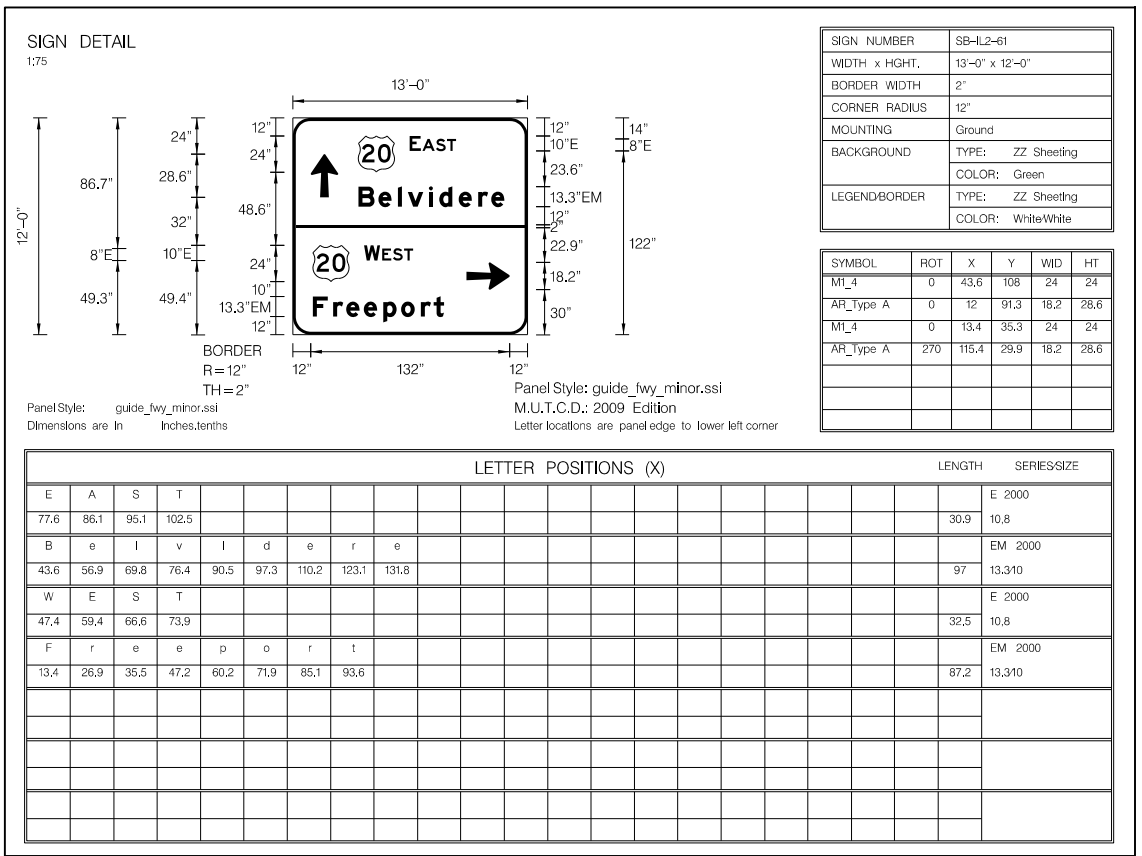 SIGN DETAIL
1:75
13'-0"
12'-0"
86.7"
8"E
49.3"
24"
28.6"
32"
10"E
49.4"
12"
24"
48.6"
24"
10"
13.3"EM
12"
20 EAST
Belvidere
20 WEST
Freeport
12"
10"E
23.6"
13.3"EM
12"
2"
22.9"
18.2"
30"
14"
8"E
122"
BORDER
R=12"
TH=2"
12" 132" 12"
Panel Style: guide_fwy_minor.ssi
Dimensions are in inches.tenths
Panel Style: guide_fwy_minor.ssi
M.U.T.C.D.: 2009 Edition
Letter locations are panel edge to lower left corner
SIGN NUMBER SB-IL2-61
WIDTH x HGHT. 13'-0" x 12'-0"
BORDER WIDTH 2"
CORNER RADIUS 12"
MOUNTING Ground
BACKGROUND TYPE: ZZ Sheeting
COLOR: Green
LEGEND/BORDER TYPE: ZZ Sheeting
COLOR: White/White
SYMBOL ROT X Y WID HT
M1_4 0 43.6 108 24 24
AR_Type A 0 12 91.3 18.2 28.6
M1_4 0 13.4 35.3 24 24
AR_Type A 270 115.4 29.9 18.2 28.6
LETTER POSITIONS (X) LENGTH SERIES/SIZE
E A S T E 2000
77.6 86.1 95.1 102.5 30.9 10,8
B e l v i d e r e EM 2000
43.6 56.9 69.8 76.4 90.5 97.3 110.2 123.1 131.8 97 13.3/10
W E S T E 2000
47.4 59.4 66.6 73.9 32.5 10,8
F r e e p o r t EM 2000
13.4 26.9 35.5 47.2 60.2 71.9 85.1 93.6 87.2 13.3/10